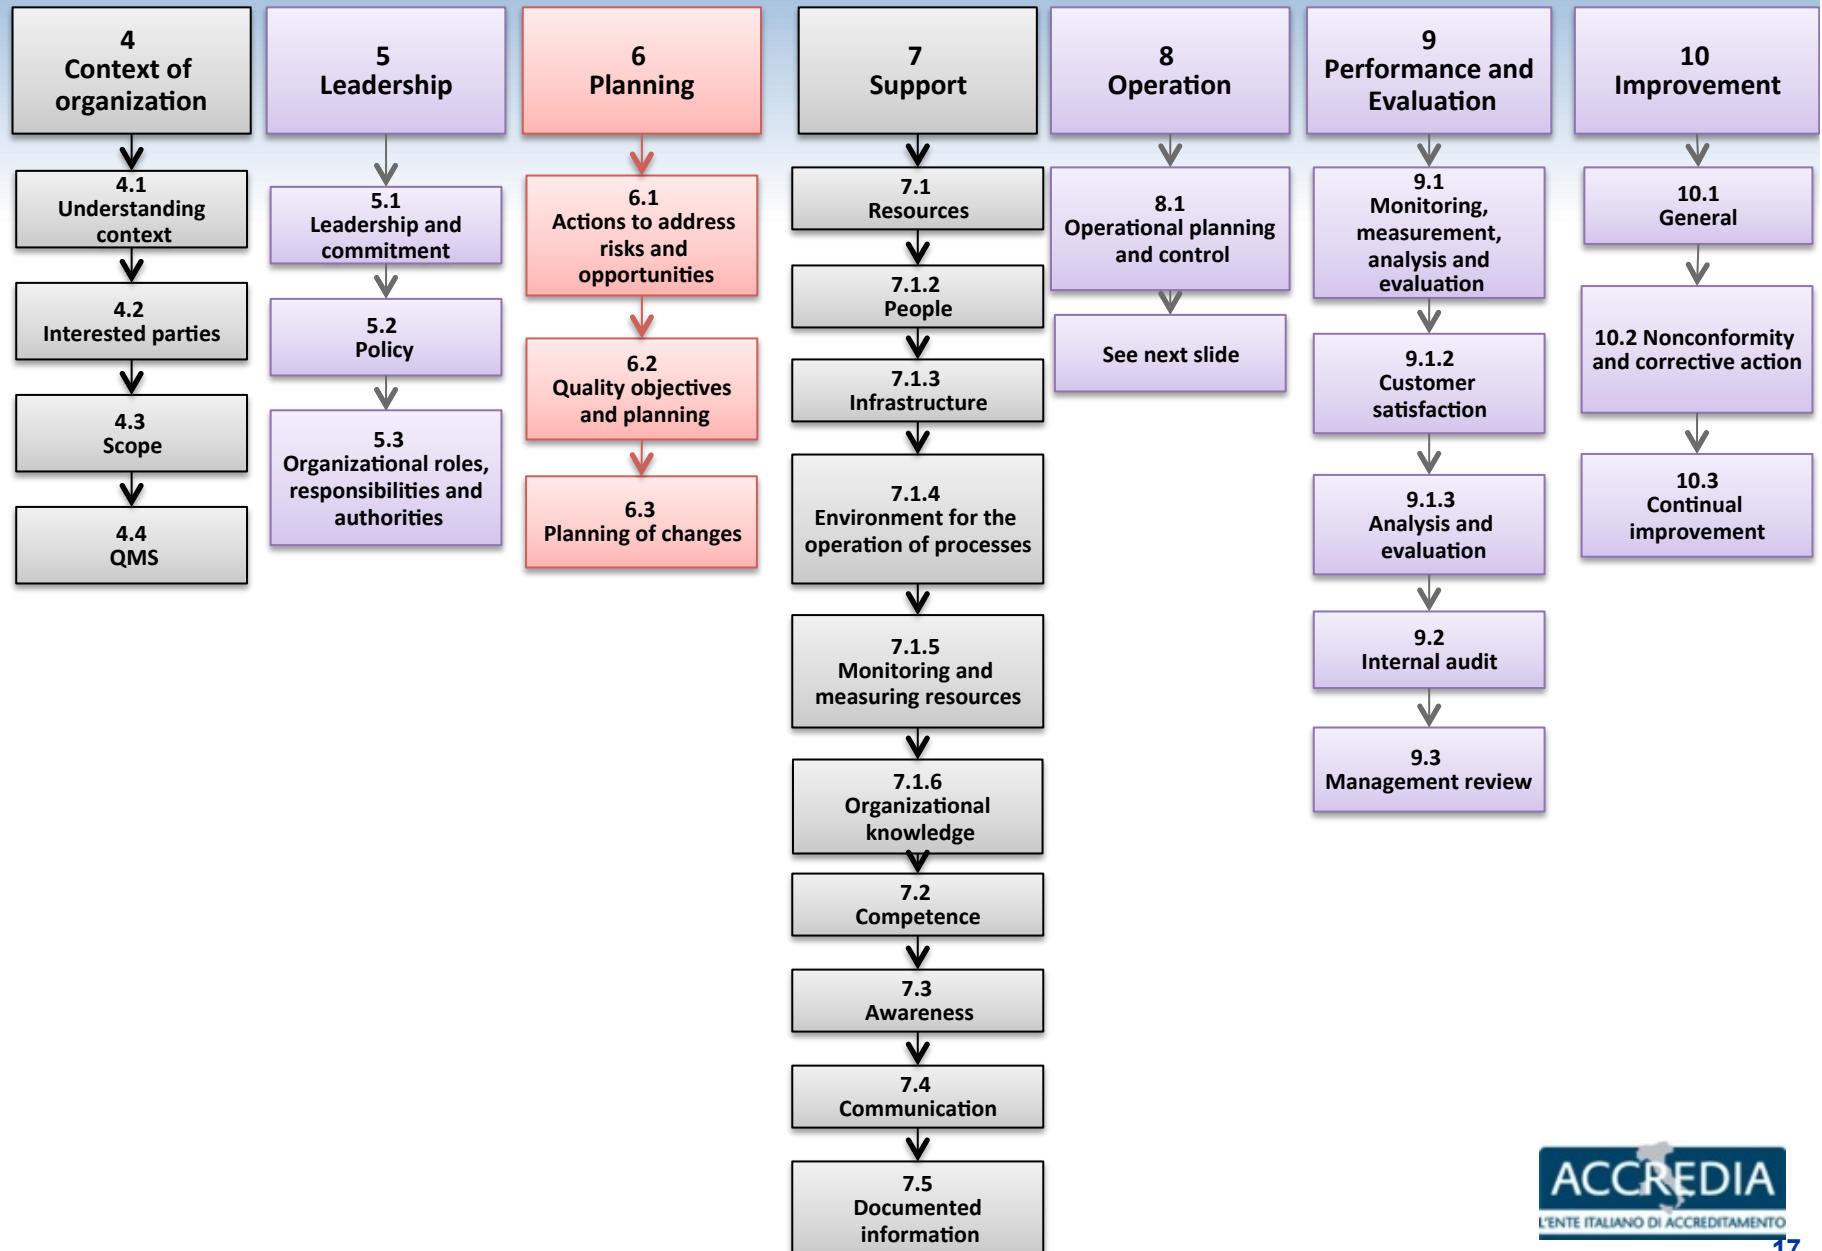 4
Context of
organization
4.1
Understanding
context
4.2
Interested parties
4.3
Scope
4.4
QMS
5
Leadership
5.1
Leadership and
commitment
5.2
Policy
5.3
Organizational roles,
responsibilities and
authorities
6
Planning
6.1
Actions to address
risks and
opportunities
6.2
Quality objectives
and planning
6.3
Planning of changes
7
Support
7.1
Resources
7.1.2
People
7.1.3
Infrastructure
7.1.4
Environment for the
operation of processes
7.1.5
Monitoring and
measuring resources
7.1.6
Organizational
knowledge
7.2
Competence
7.3
Awareness
7.4
Communication
7.5
Documented
information
8
Operation
8.1
Operational planning
and control
See next slide
9
Performance and
Evaluation
9.1
Monitoring,
measurement,
analysis and
evaluation
9.1.2
Customer
satisfaction
9.1.3
Analysis and
evaluation
9.2
Internal audit
9.3
Management review
10
Improvement
10.1
General
10.2 Nonconformity
and corrective action
10.3
Continual
improvement
ACCREDIA
L'ENTE ITALIANO DI ACCREDITAMENTO
17